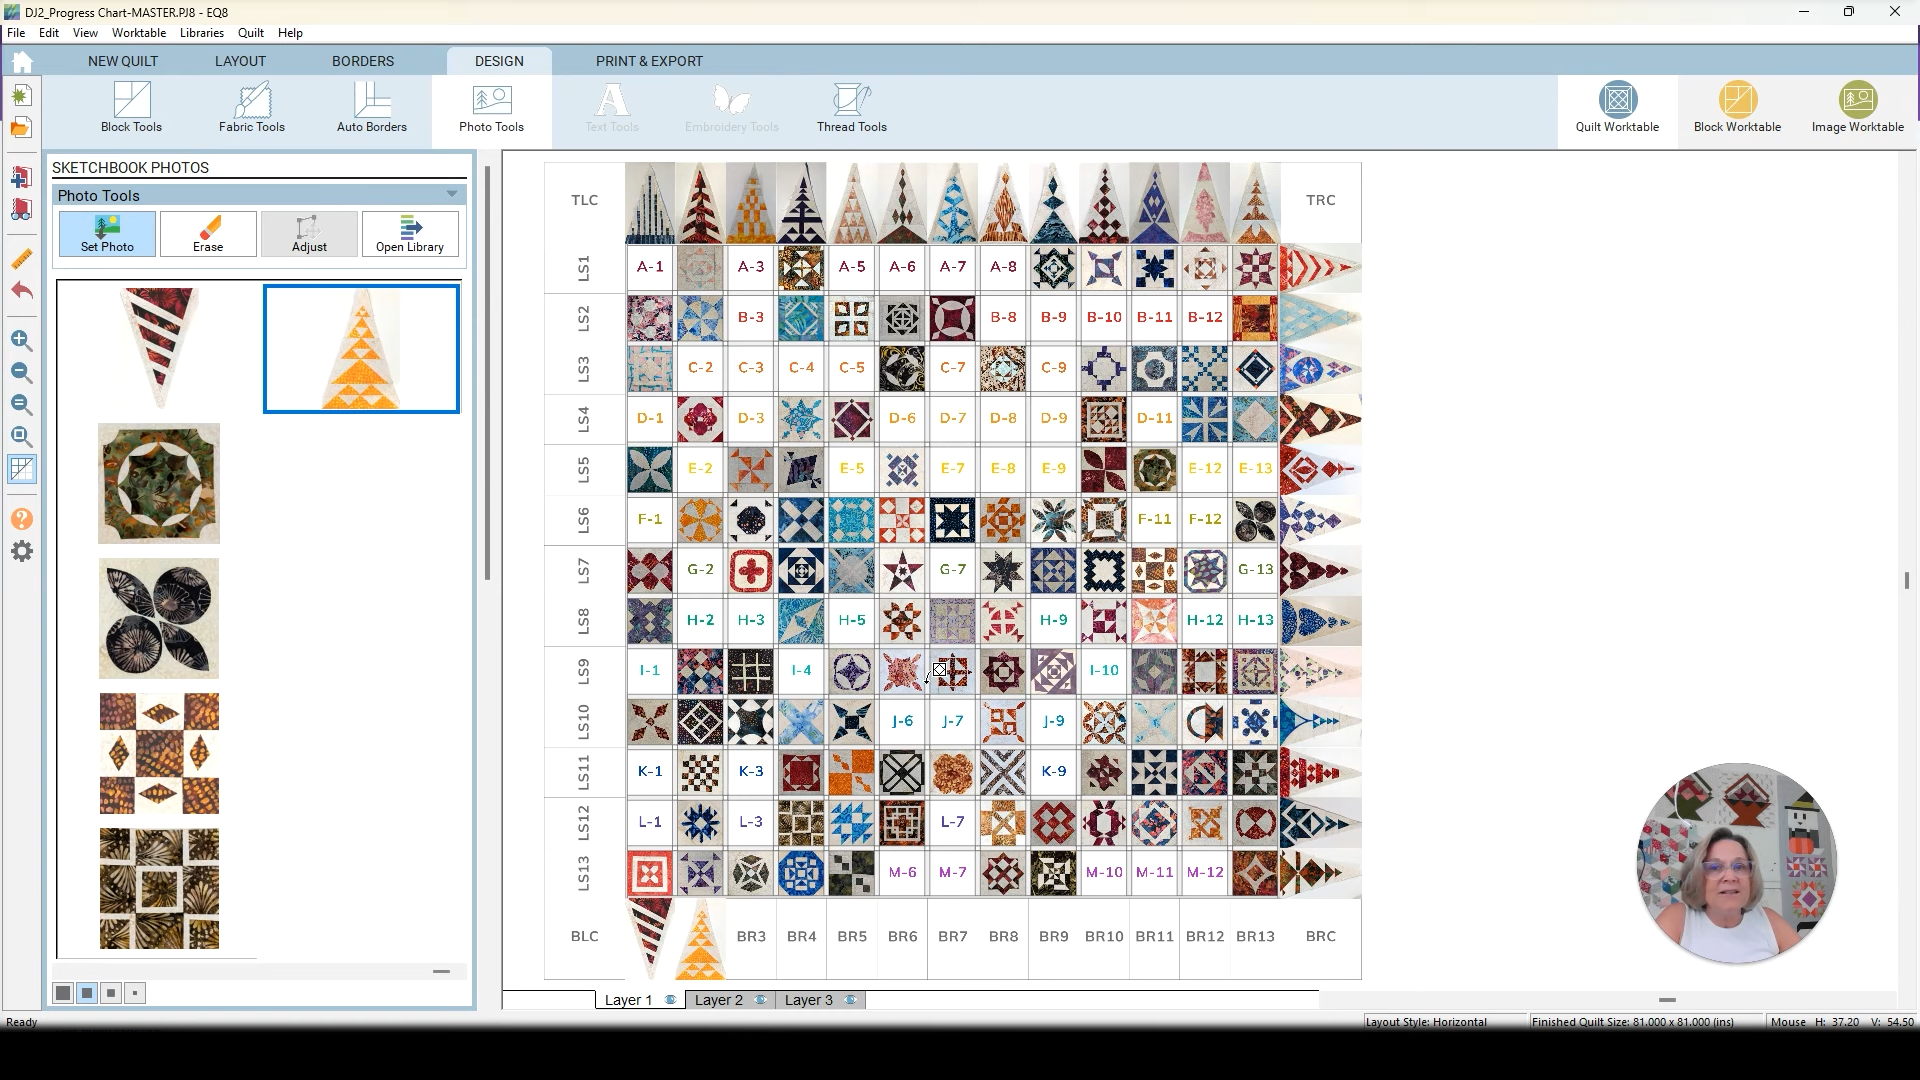 DJ2_Progress Chart-MASTER.PJ8 - EQ8
File Edit View Worktable Libraries Quilt Help
NEW QUILT LAYOUT BORDERS DESIGN PRINT & EXPORT
Block Tools Fabric Tools Auto Borders Photo Tools Text Tools Embroidery Tools Thread Tools Quilt Worktable Block Worktable Image Worktable
SKETCHBOOK PHOTOS
Photo Tools
Set Photo Erase Adjust Open Library
TLC TRC
LS1 A-1 A-3 A-5 A-6 A-7 A-8
LS2 B-3 B-8 B-9 B-10 B-11 B-12
LS3 C-2 C-3 C-4 C-5 C-7 C-9
LS4 D-1 D-3 D-6 D-7 D-8 D-9 D-11
LS5 E-2 E-5 E-7 E-8 E-9 E-12 E-13
LS6 F-1 F-11 F-12
LS7 G-2 G-7 G-13
LS8 H-2 H-3 H-5 H-9 H-12 H-13
LS9 I-1 I-4 I-10
LS10 J-6 J-7 J-9
LS11 K-1 K-3 K-9
LS12 L-1 L-3 L-7
LS13 M-6 M-7 M-10 M-11 M-12
BLC BR3 BR4 BR5 BR6 BR7 BR8 BR9 BR10 BR11 BR12 BR13 BRC
Layer 1 Layer 2 Layer 3
Ready Layout Style: Horizontal Finished Quilt Size: 81.000 x 81.000 (ins) Mouse H: 37.20 V: 54.50